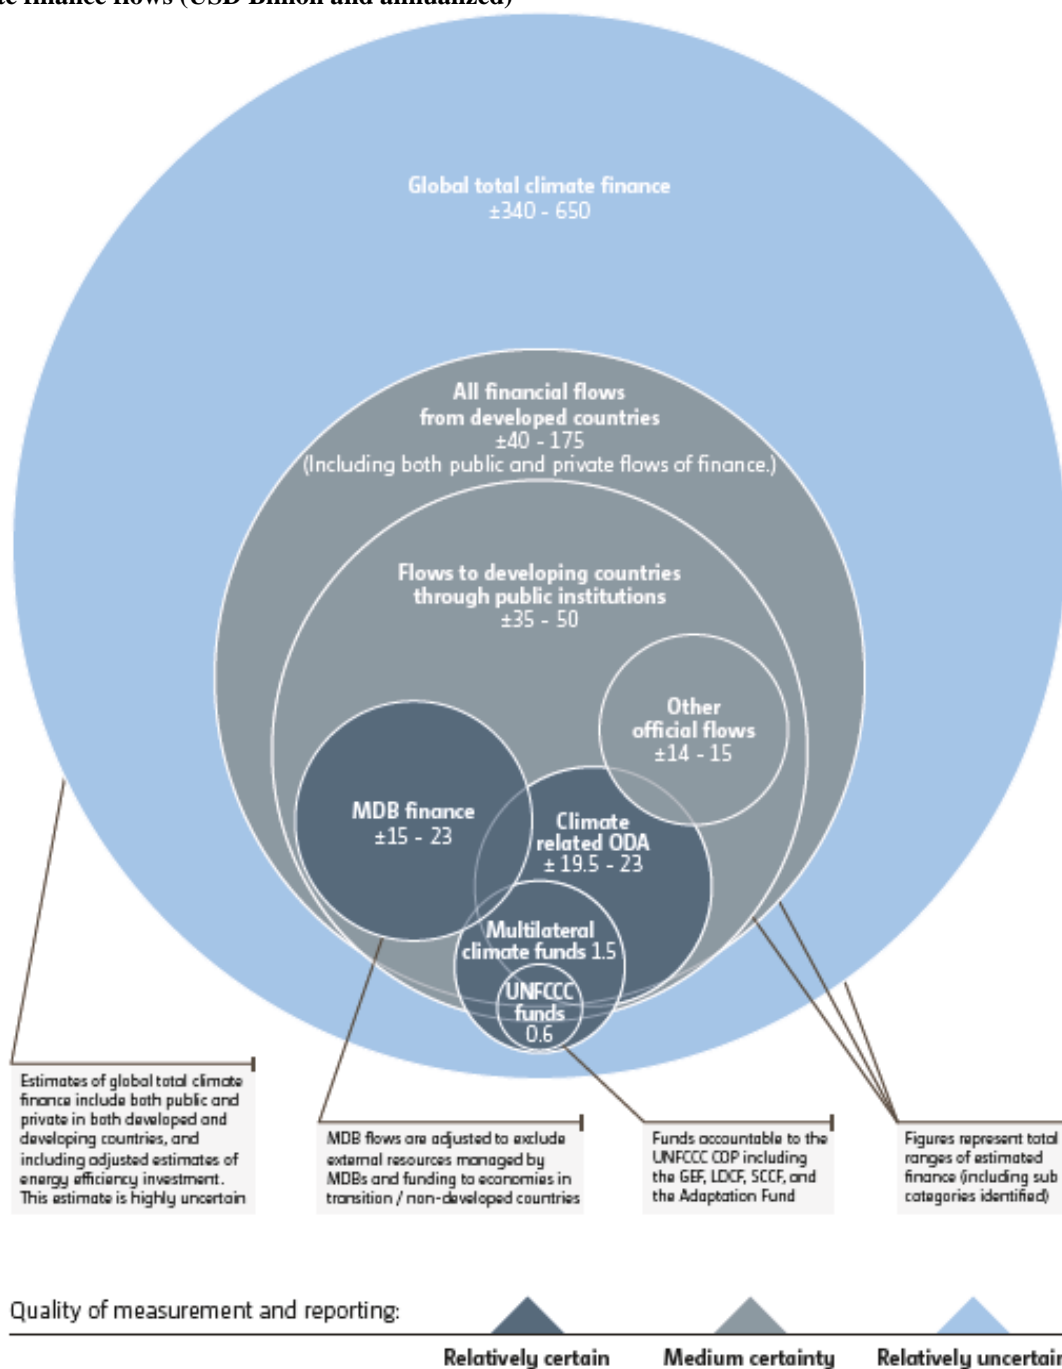 finance flows (USD Billion and annualized)
Global total climate finance
±340 - 650
All financial flows
from developed countries
±40 - 175
(Including both public and private flows of finance.)
Flows to developing countries
through public institutions
±35 - 50
Other
official flows
±14 - 15
MDB finance
±15 - 23
Climate
related ODA
± 19.5 - 23
Multilateral
climate funds 1.5
UNFCCC
funds
0.6
Estimates of global total climate
finance include both public and
private in both developed and
developing countries, and
including adjusted estimates of
energy efficiency investment.
This estimate is highly uncertain
MDB flows are adjusted to exclude
external resources managed by
MDBs and funding to economies in
transition / non-developed countries
Funds accountable to the
UNFCCC COP including
the GEF, LDCF, SCCF, and
the Adaptation Fund
Figures represent total
ranges of estimated
finance (including sub
categories identified)
Quality of measurement and reporting:
Relatively certain
Medium certainty
Relatively uncertain